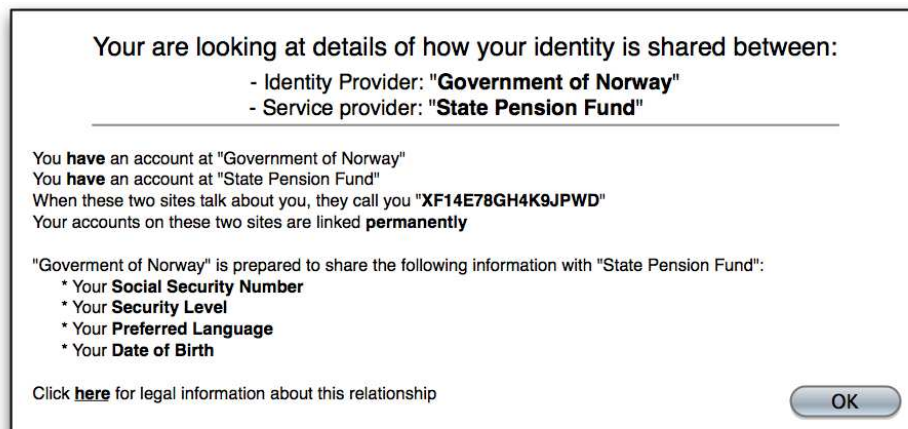 Your are looking at details of how your identity is shared between:
- Identity Provider: "Government of Norway"
- Service provider: "State Pension Fund"
You have an account at "Government of Norway"
You have an account at "State Pension Fund"
When these two sites talk about you, they call you "XF14E78GH4K9JPWD"
Your accounts on these two sites are linked permanently
"Goverment of Norway" is prepared to share the following information with "State Pension Fund":
* Your Social Security Number
* Your Security Level
* Your Preferred Language
* Your Date of Birth
Click here for legal information about this relationship
OK